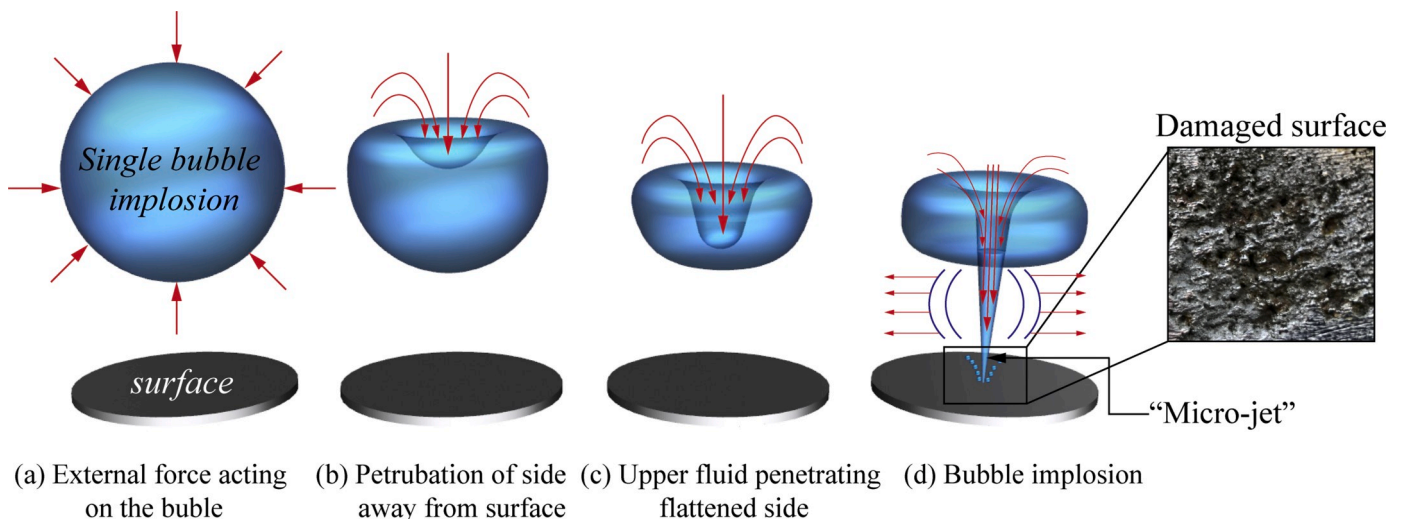 Single bubble
implosion
surface
Damaged surface
“Micro-jet”
(a) External force acting
on the buble
(b) Petrubation of side
away from surface
(c) Upper fluid penetrating
flattened side
(d) Bubble implosion